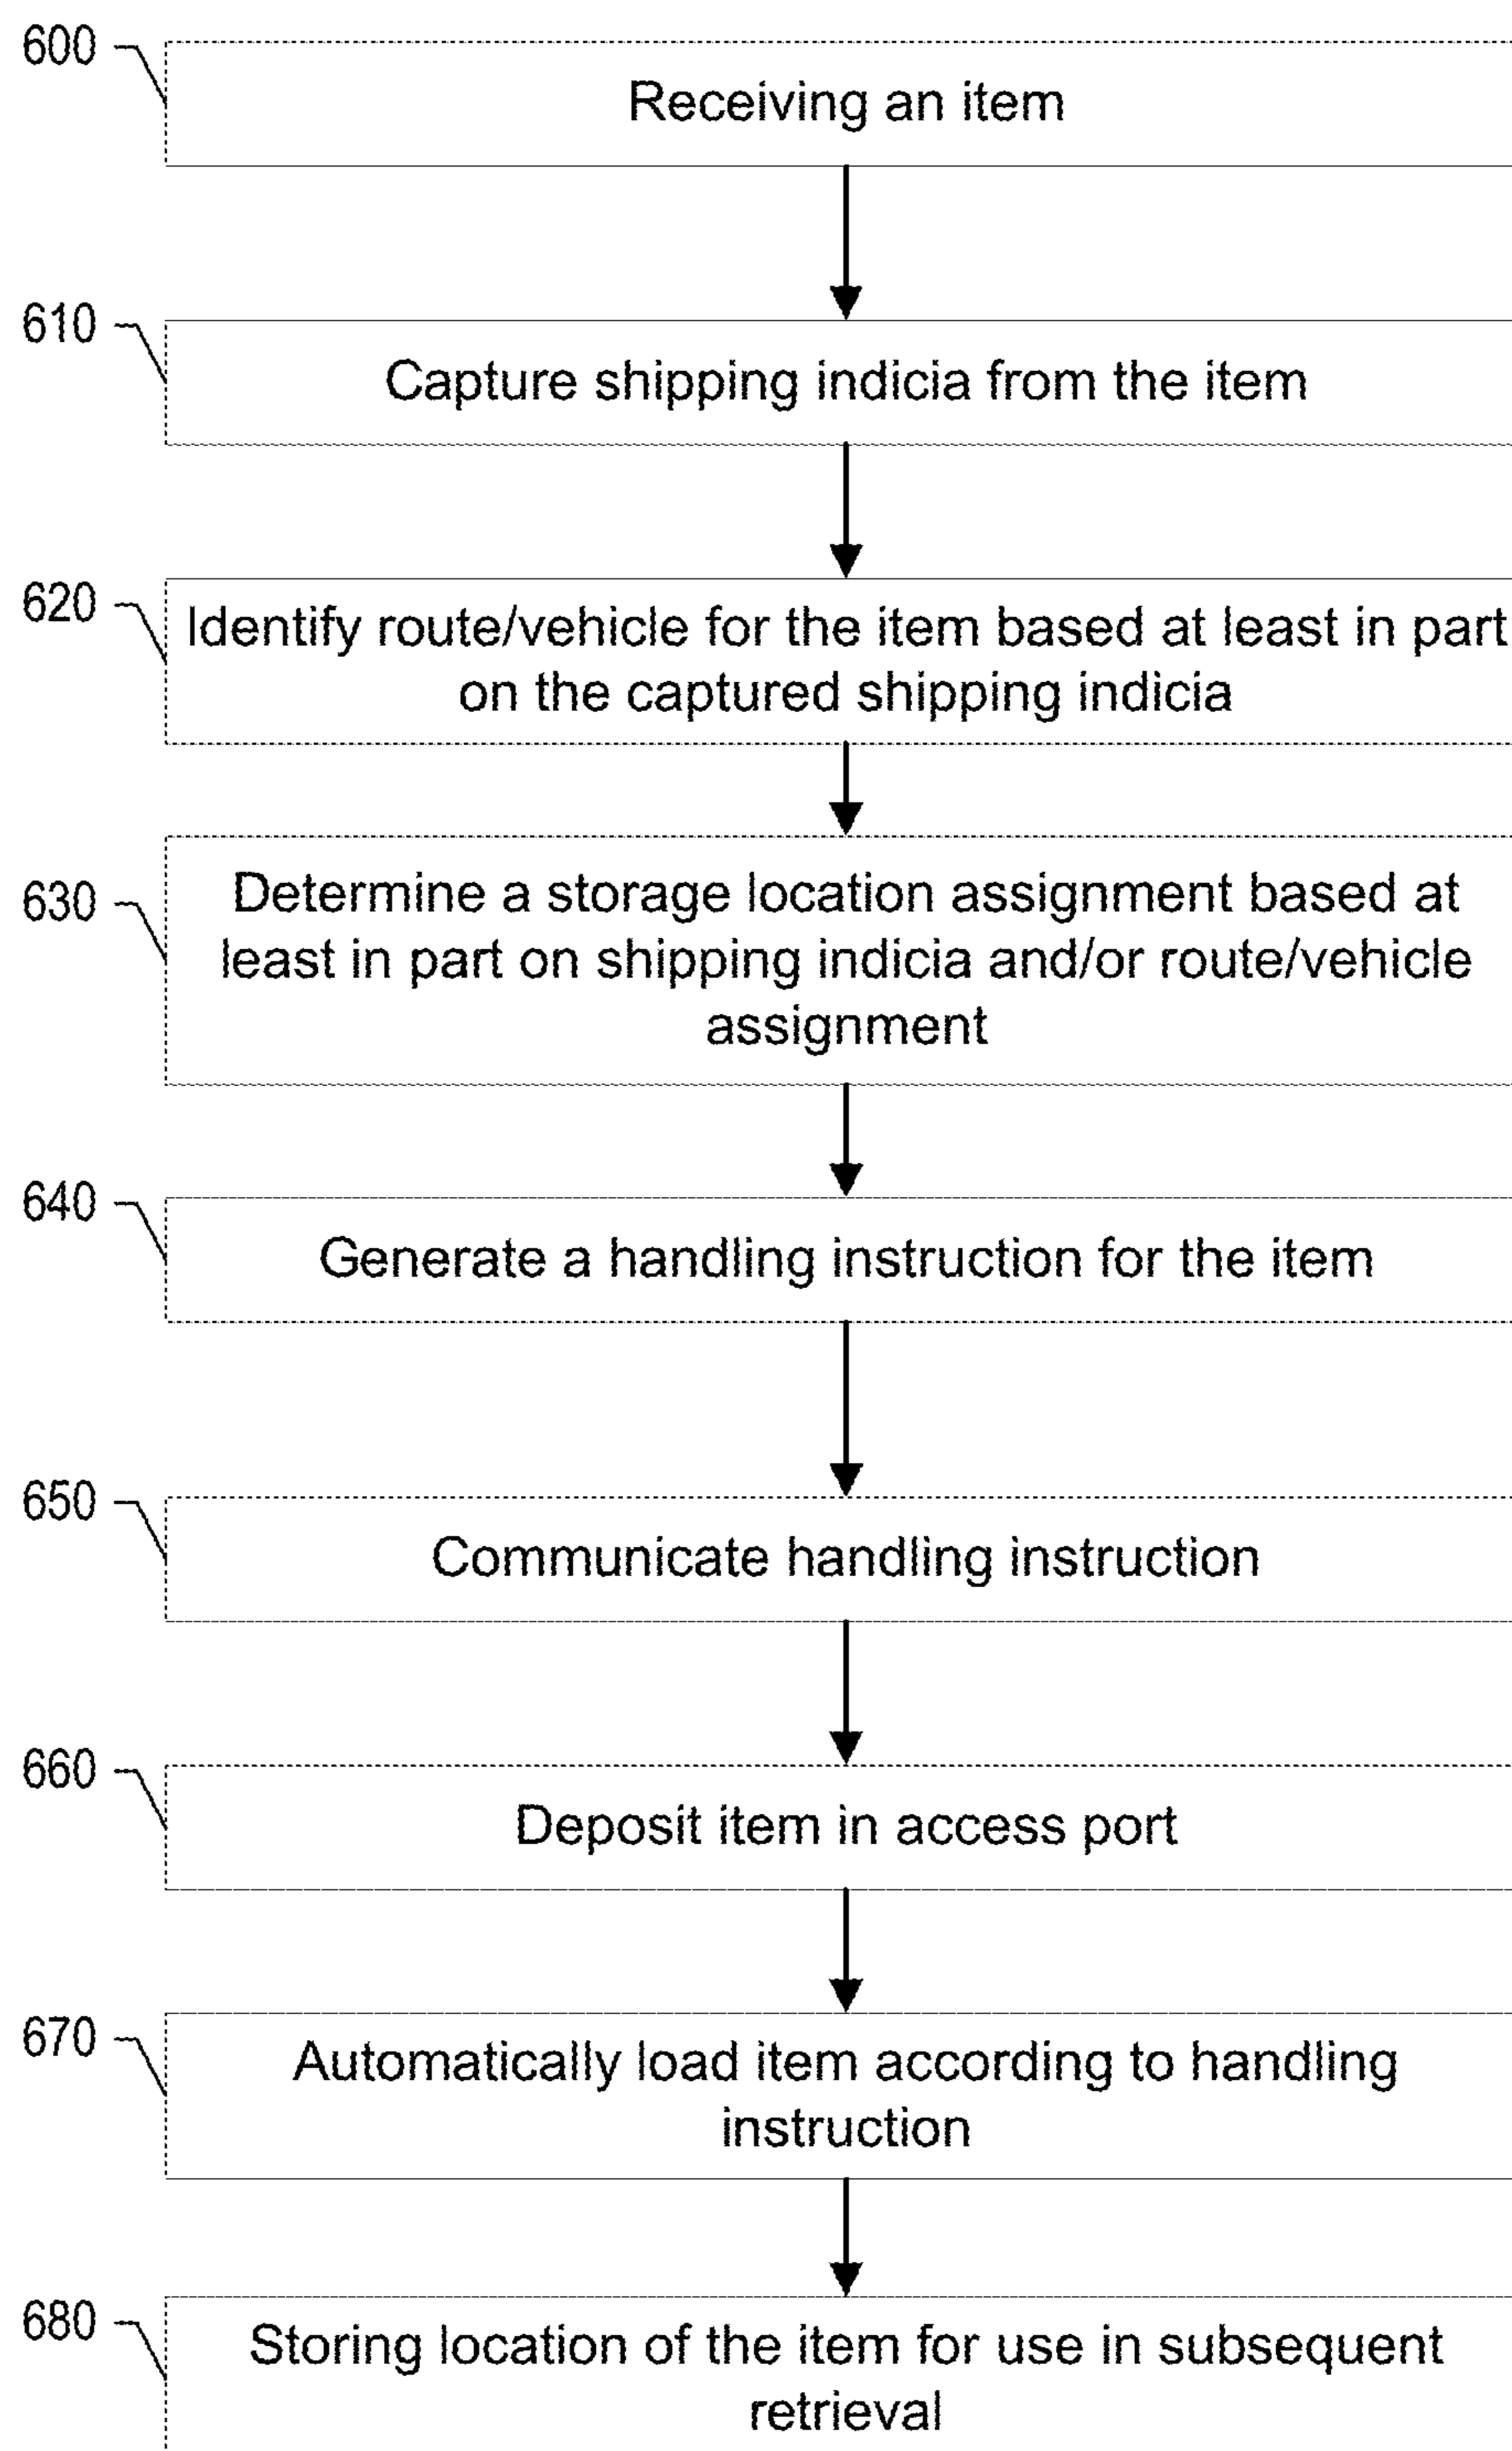 600
Receiving an item
610
Capture shipping indicia from the item
620
Identify route/vehicle for the item based at least in part
on the captured shipping indicia
630
Determine a storage location assignment based at
least in part on shipping indicia and/or route/vehicle
assignment
640
Generate a handling instruction for the item
650
Communicate handling instruction
660
Deposit item in access port
670
Automatically load item according to handling
instruction
680
Storing location of the item for use in subsequent
retrieval